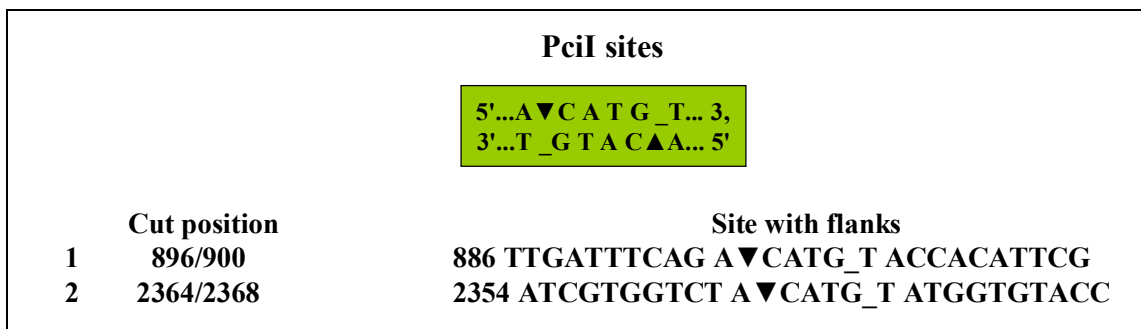 PciI sites
5'...A▼C A T G _T... 3,
3'...T _G T A C▲A... 5'
Cut position Site with flanks
1 896/900 886 TTGATTTCAG A▼CATG_T ACCACATTCG
2 2364/2368 2354 ATCGTGGTCT A▼CATG_T ATGGTGTACC